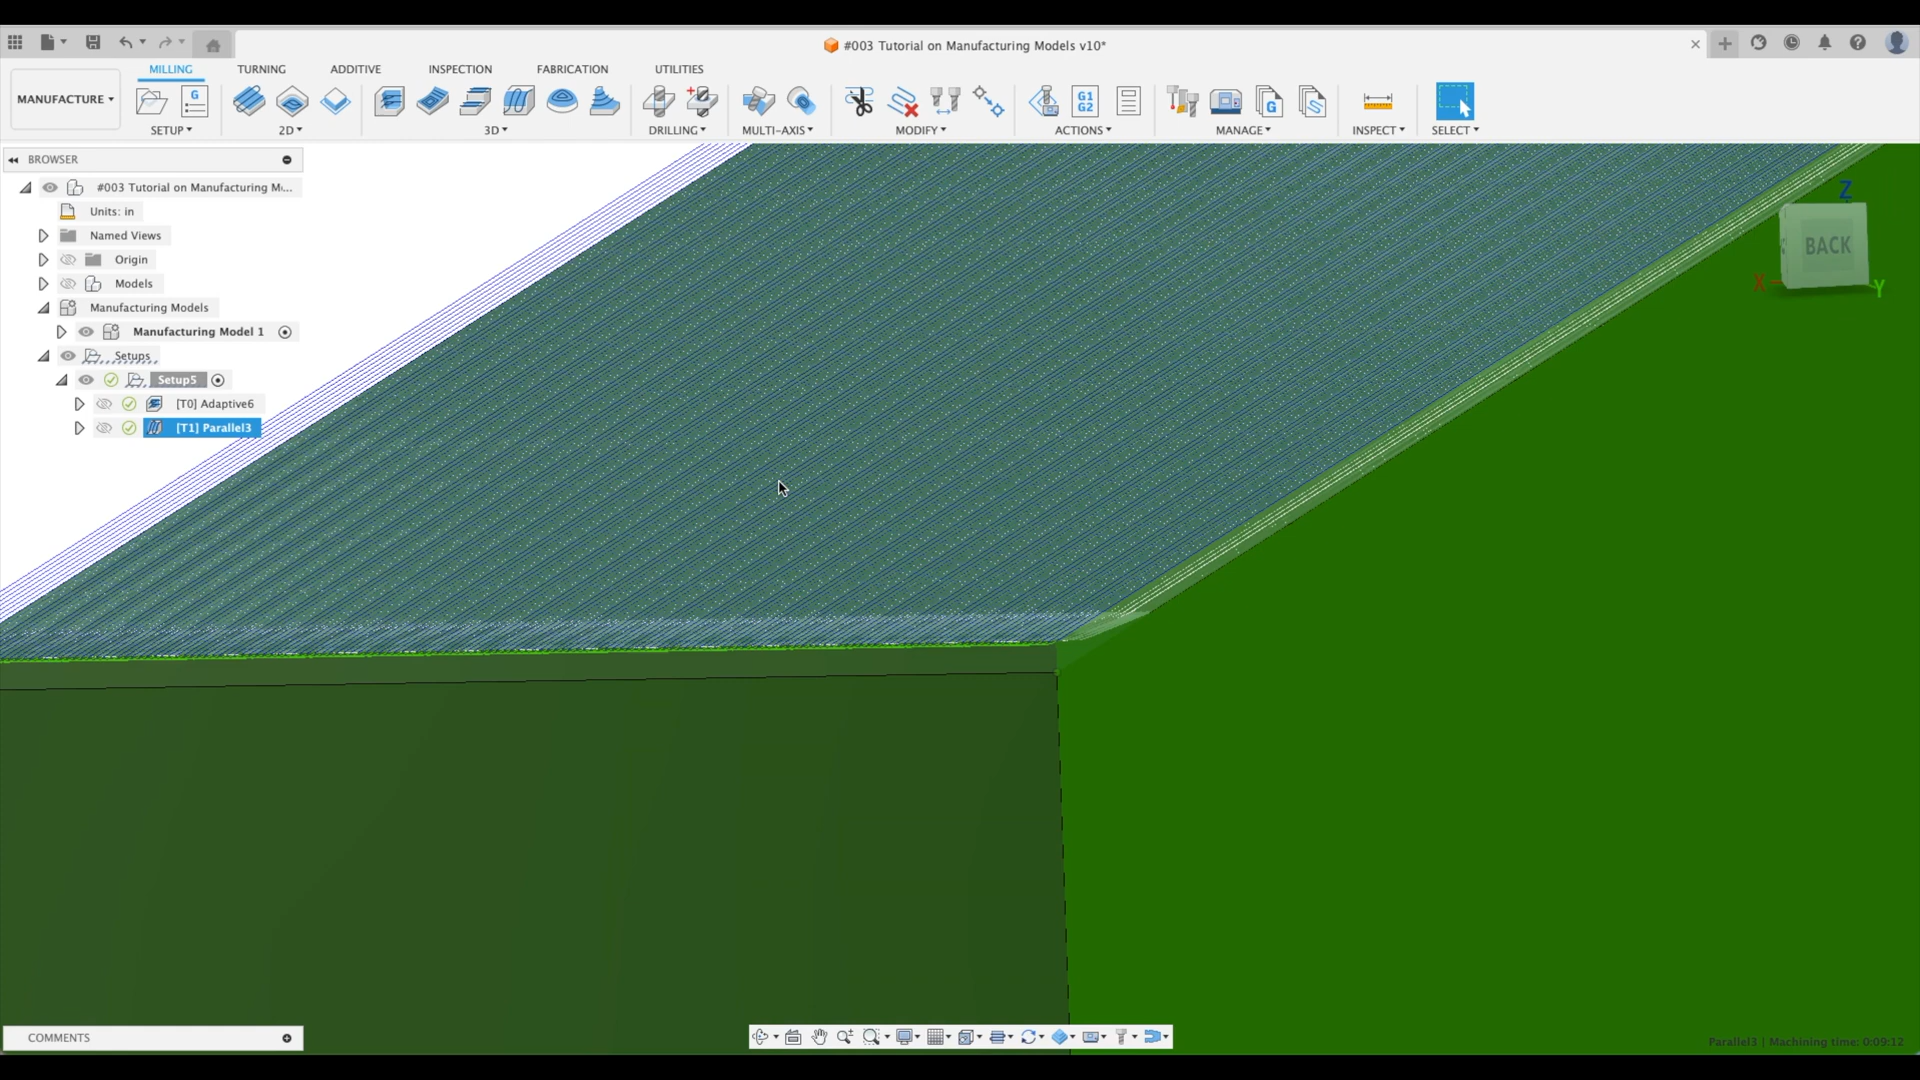 #003 Tutorial on Manufacturing Models v10*
MILLING TURNING ADDITIVE INSPECTION FABRICATION UTILITIES
MANUFACTURE
G
G1
G2
G
SETUP 2D 3D DRILLING MULTI-AXIS MODIFY ACTIONS MANAGE INSPECT SELECT
BROWSER
#003 Tutorial on Manufacturing M...
Units: in
Named Views
Origin
Models
Manufacturing Models
Manufacturing Model 1
Setups
Setup5
[T0] Adaptive6
[T1] Parallel3
Z
BACK
X
Y
COMMENTS
Parallel3 | Machining time: 0:09:12